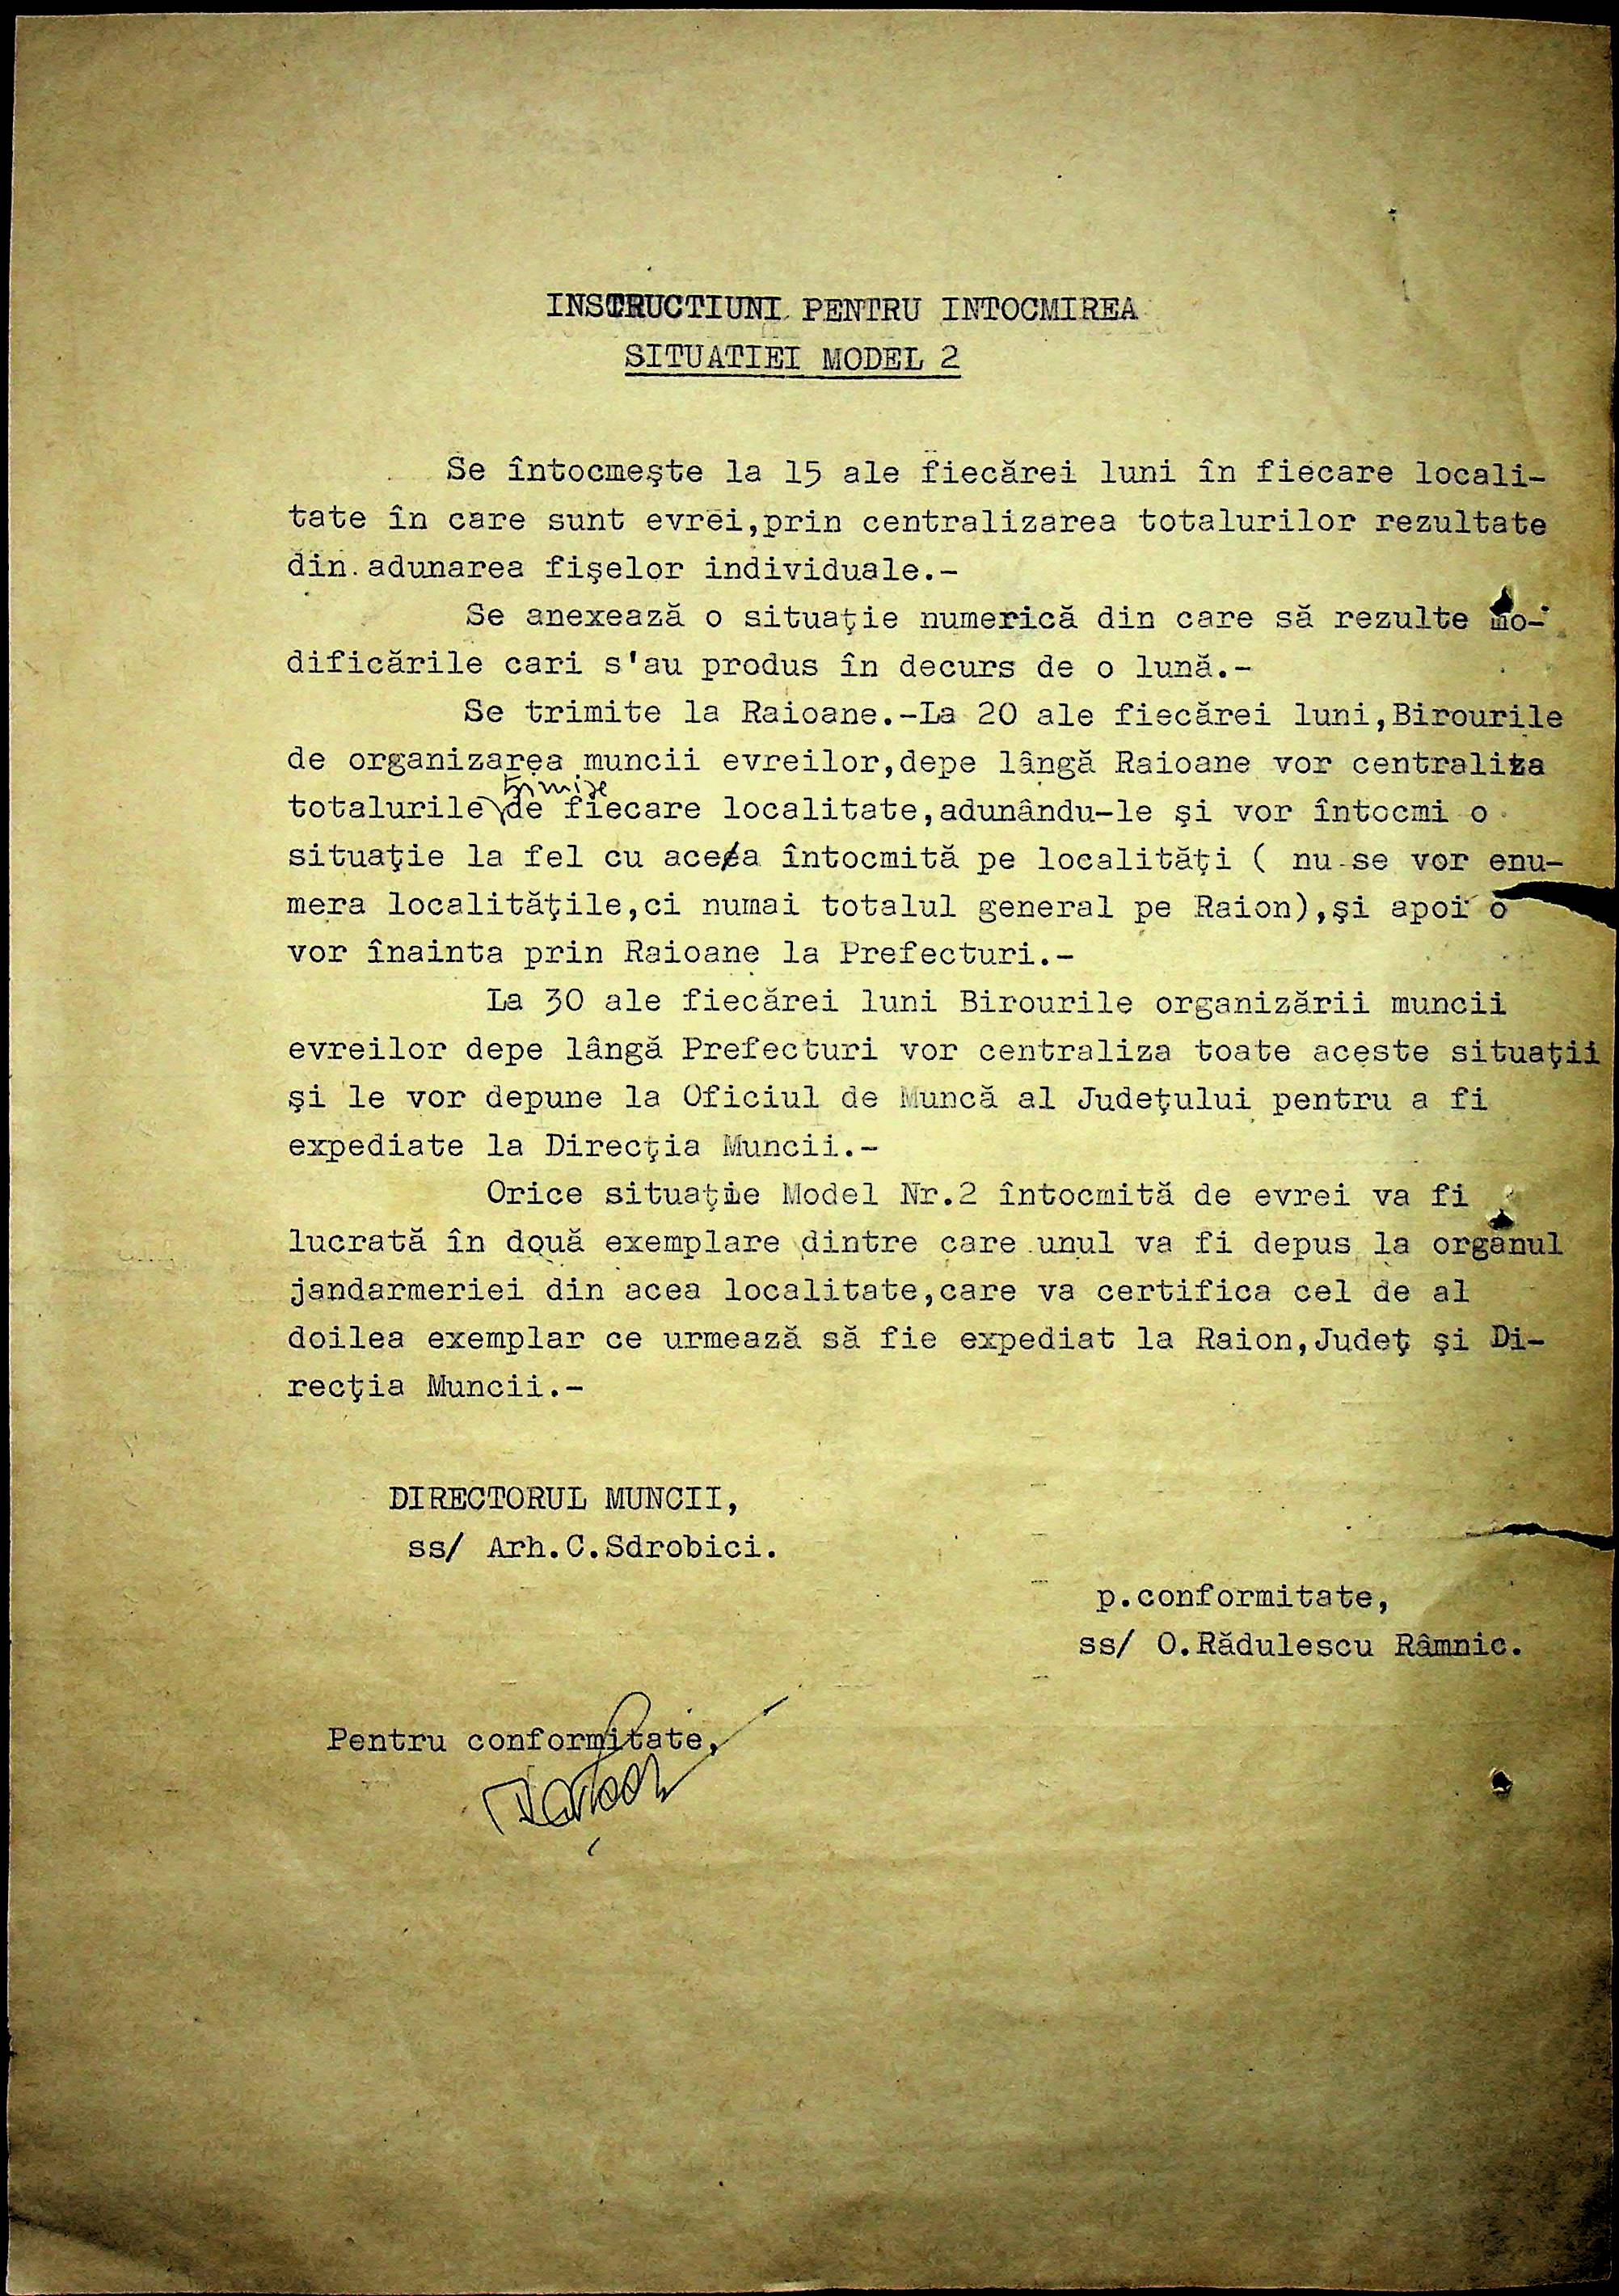 INSTRUCTIUNI PENTRU INTOCMIREA
SITUATIEI MODEL 2
Se întocmeşte la 15 ale fiecărei luni în fiecare locali-
tate în care sunt evrei,prin centralizarea totalurilor rezultate
din adunarea fişelor individuale.-
Se anexează o situaţie numerică din care să rezulte mo-
dificările cari s'au produs în decurs de o lună.-
Se trimite la Raioane.-La 20 ale fiecărei luni,Birourile
de organizarea muncii evreilor,depe lângă Raioane vor centraliza
trimise
totalurile de fiecare localitate,adunându-le şi vor întocmi o
situaţie la fel cu aceea întocmită pe localităţi ( nu se vor enu-
mera localităţile,ci numai totalul general pe Raion),şi apoi o
vor înainta prin Raioane la Prefecturi.-
La 30 ale fiecărei luni Birourile organizării muncii
evreilor depe lângă Prefecturi vor centraliza toate aceste situaţii
şi le vor depune la Oficiul de Muncă al Judeţului pentru a fi
expediate la Direcţia Muncii.-
Orice situaţie Model Nr.2 întocmită de evrei va fi
lucrată în două exemplare dintre care unul va fi depus la organul
jandarmeriei din acea localitate,care va certifica cel de al
doilea exemplar ce urmează să fie expediat la Raion,Judeţ şi Di-
recţia Muncii.-
DIRECTORUL MUNCII,
ss/ Arh.C.Sdrobici.
p.conformitate,
ss/ O.Rădulescu Râmnic.
Pentru conformitate,